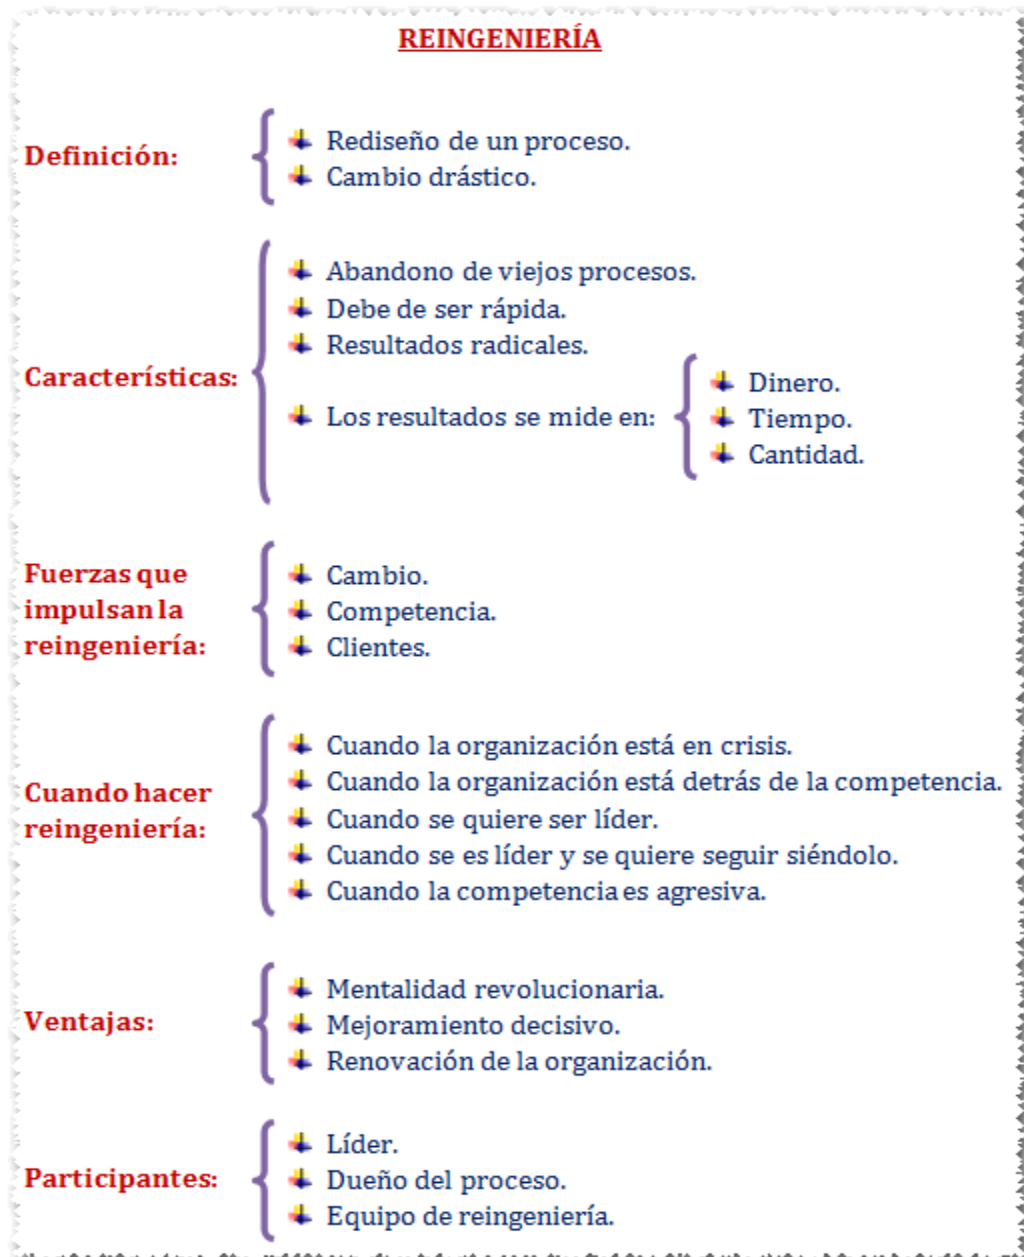 REINGENIERÍA
Definición:
Rediseño de un proceso.
Cambio drástico.
Características:
Abandono de viejos procesos.
Debe de ser rápida.
Resultados radicales.
Los resultados se mide en:
Dinero.
Tiempo.
Cantidad.
Fuerzas que
impulsan la
reingeniería:
Cambio.
Competencia.
Clientes.
Cuando hacer
reingeniería:
Cuando la organización está en crisis.
Cuando la organización está detrás de la competencia.
Cuando se quiere ser líder.
Cuando se es líder y se quiere seguir siéndolo.
Cuando la competencia es agresiva.
Ventajas:
Mentalidad revolucionaria.
Mejoramiento decisivo.
Renovación de la organización.
Participantes:
Líder.
Dueño del proceso.
Equipo de reingeniería.